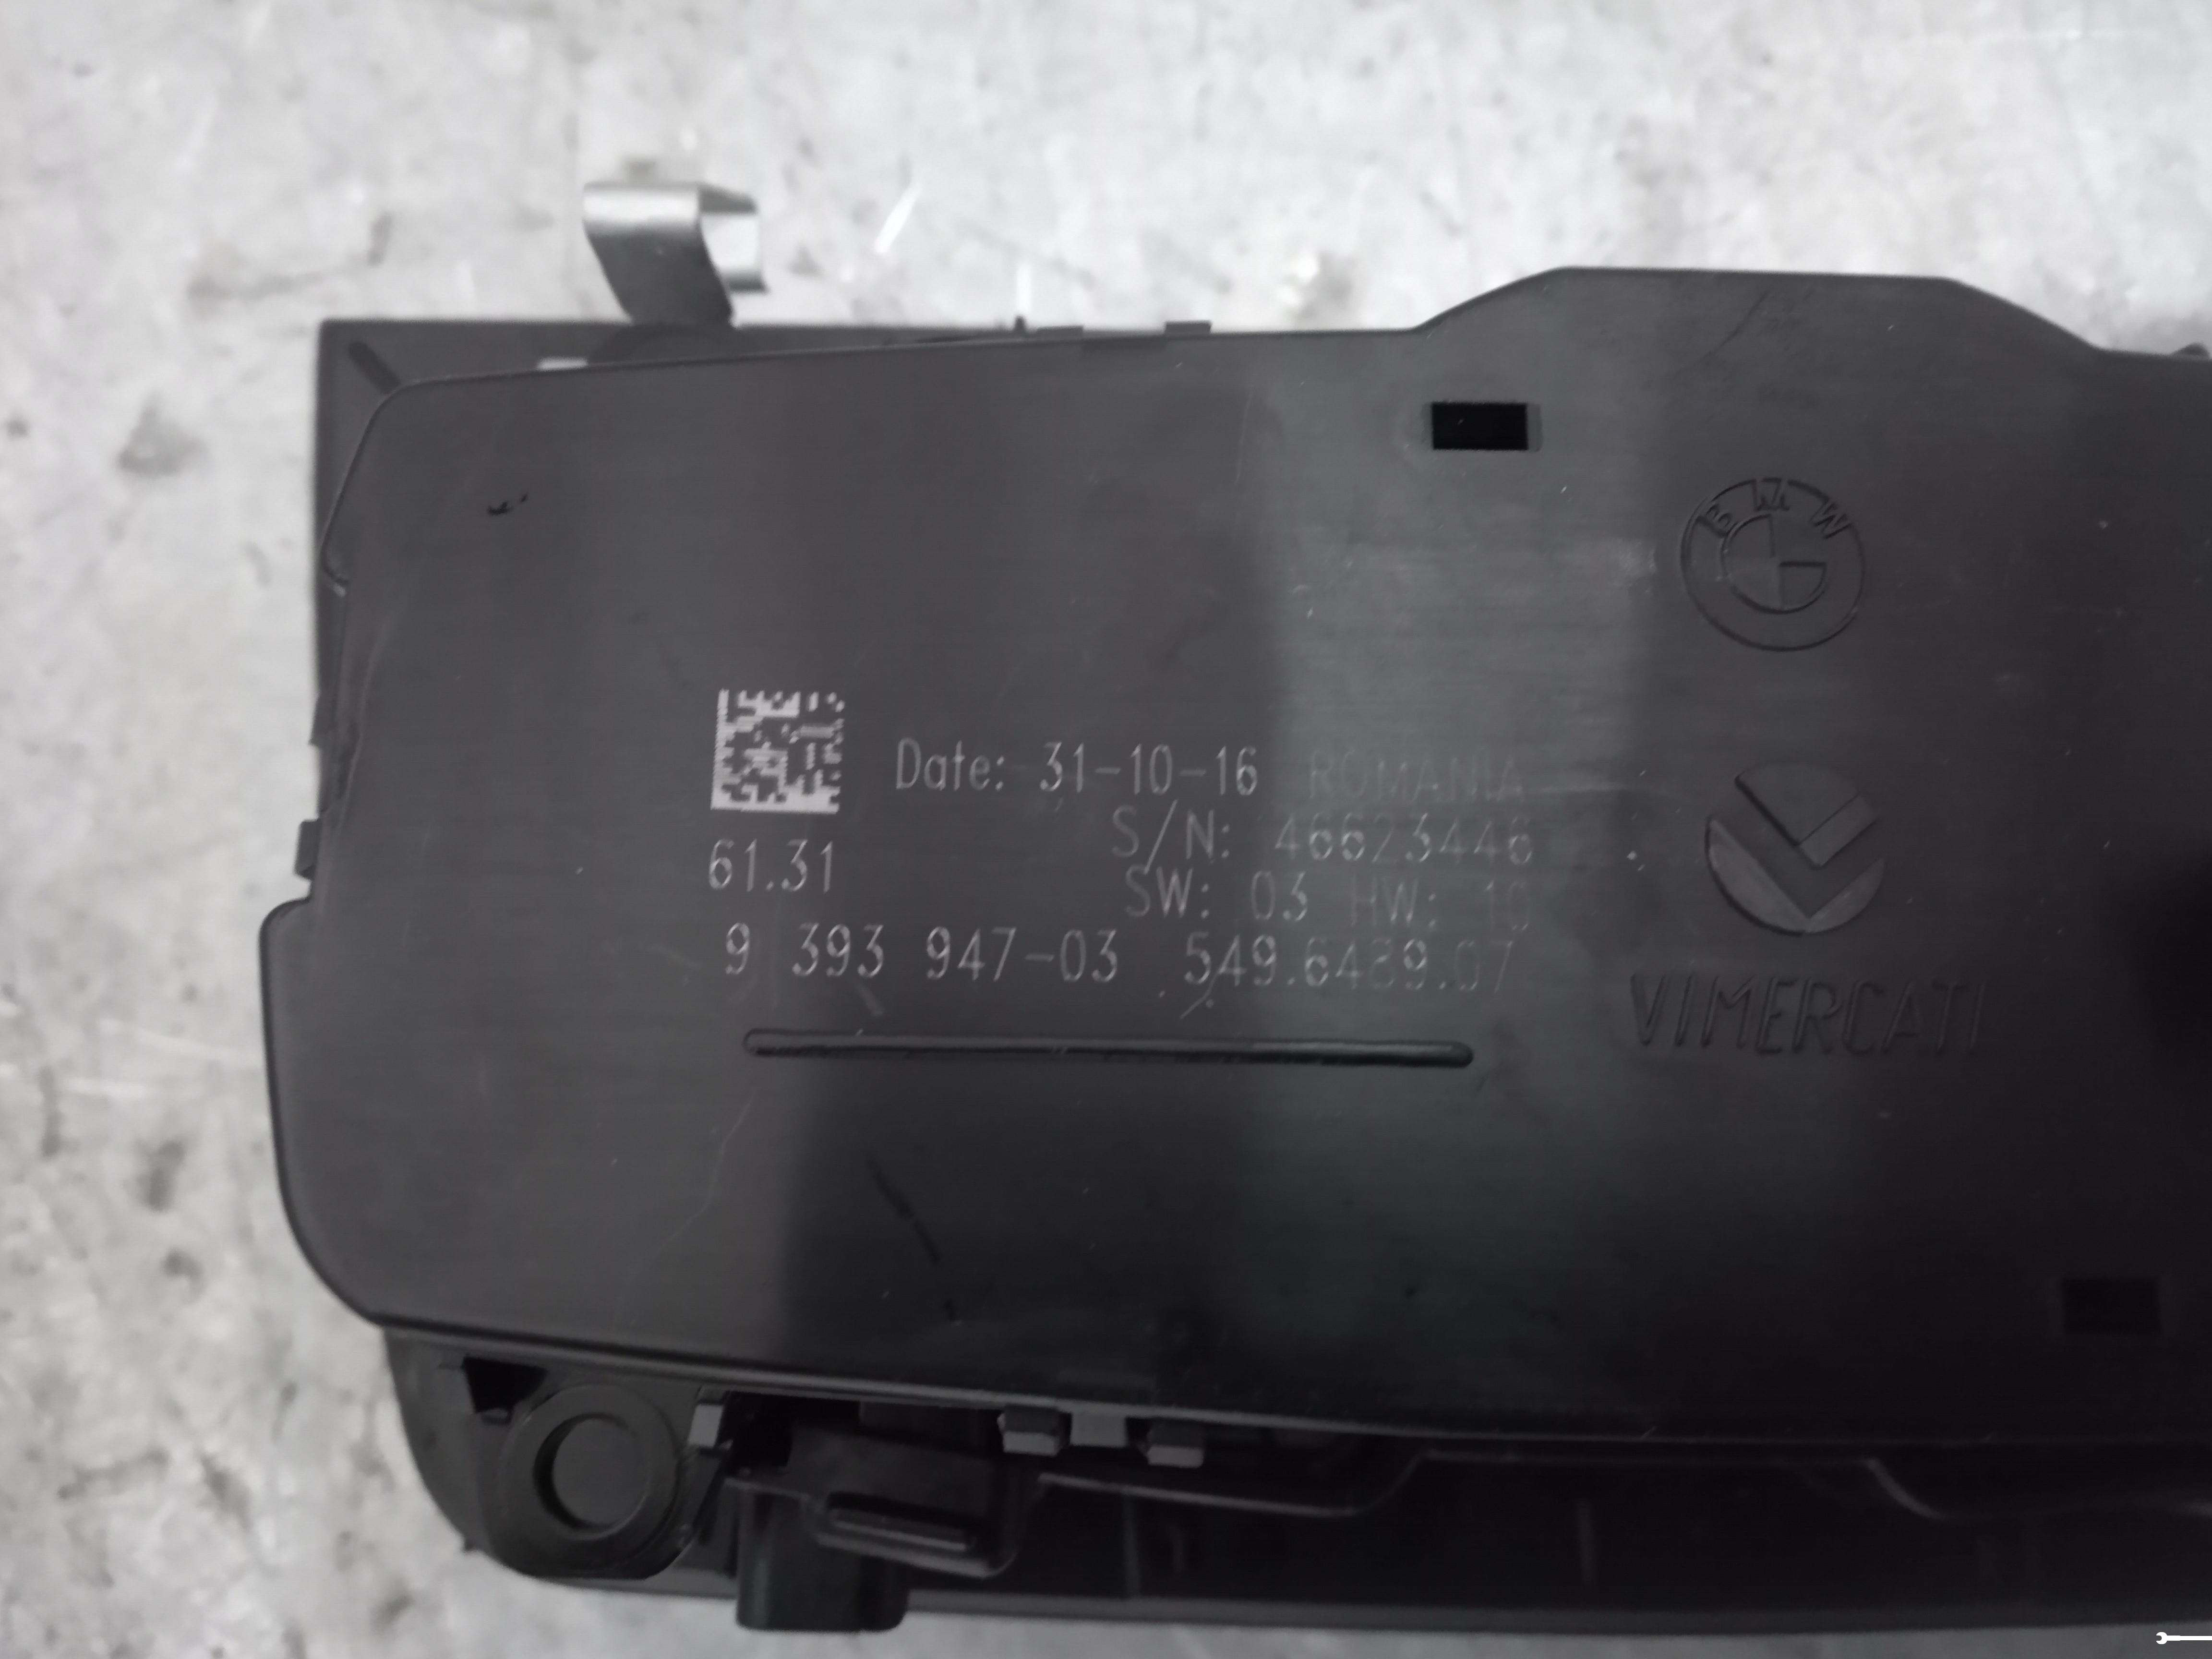 BMW
Date: 31-10-16 ROMANIA
S/N: 46623446
61.31
SW: 03 HW: 10
9 393 947-03 549.6489.07
VIMERCATI